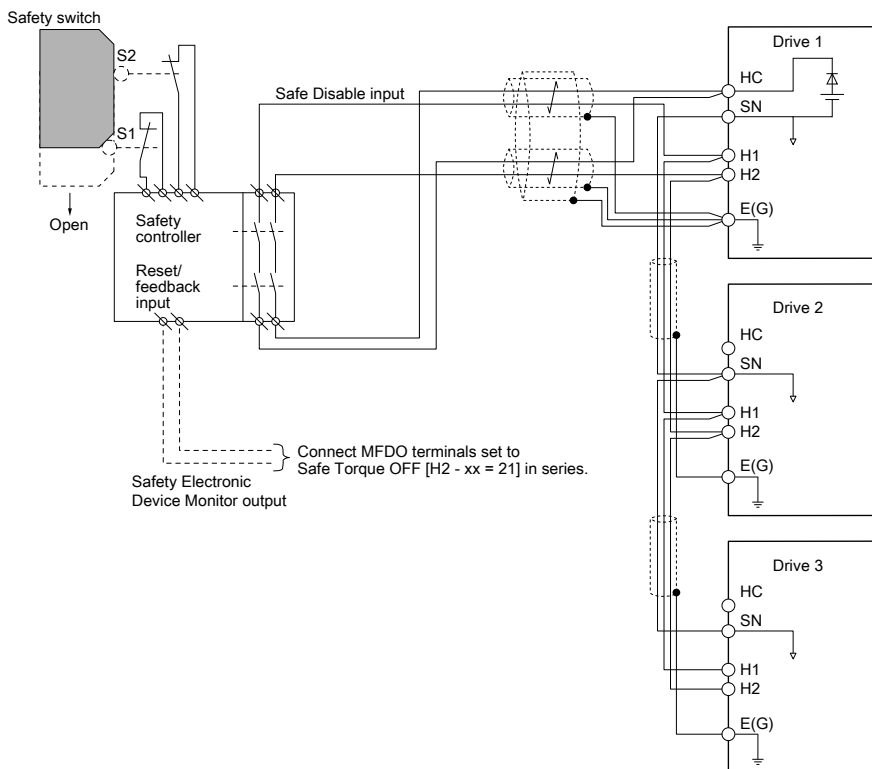 Safety switch
S2
S1
Open
Safety
controller
Reset/
feedback
input
Safe Disable input
Connect MFDO terminals set to
Safe Torque OFF [H2 - xx = 21] in series.
Safety Electronic
Device Monitor output
Drive 1
HC
SN
H1
H2
E(G)
Drive 2
HC
SN
H1
H2
E(G)
Drive 3
HC
SN
H1
H2
E(G)